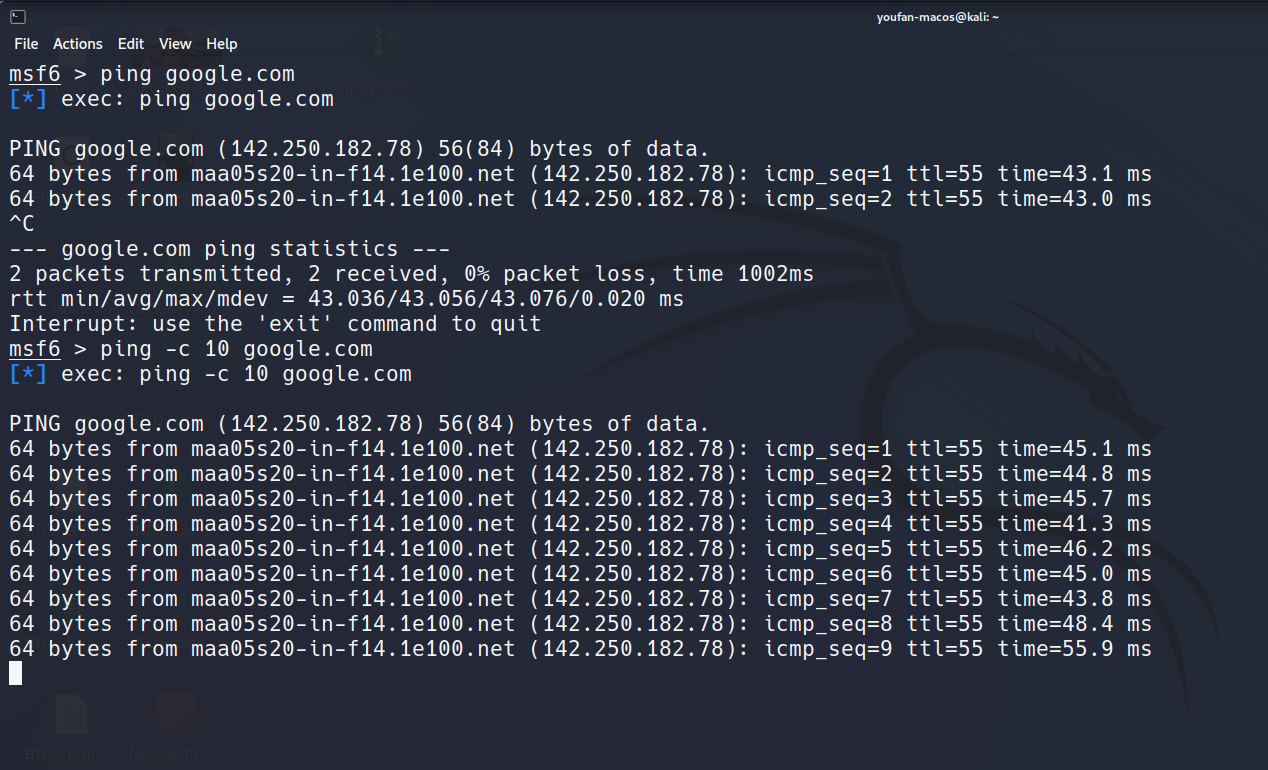 youfan-macos@kali: ~
File Actions Edit View Help
msf6 > ping google.com
[*] exec: ping google.com
PING google.com (142.250.182.78) 56(84) bytes of data.
64 bytes from maa05s20-in-f14.1e100.net (142.250.182.78): icmp_seq=1 ttl=55 time=43.1 ms
64 bytes from maa05s20-in-f14.1e100.net (142.250.182.78): icmp_seq=2 ttl=55 time=43.0 ms
^C
--- google.com ping statistics ---
2 packets transmitted, 2 received, 0% packet loss, time 1002ms
rtt min/avg/max/mdev = 43.036/43.056/43.076/0.020 ms
Interrupt: use the 'exit' command to quit
msf6 > ping -c 10 google.com
[*] exec: ping -c 10 google.com
PING google.com (142.250.182.78) 56(84) bytes of data.
64 bytes from maa05s20-in-f14.1e100.net (142.250.182.78): icmp_seq=1 ttl=55 time=45.1 ms
64 bytes from maa05s20-in-f14.1e100.net (142.250.182.78): icmp_seq=2 ttl=55 time=44.8 ms
64 bytes from maa05s20-in-f14.1e100.net (142.250.182.78): icmp_seq=3 ttl=55 time=45.7 ms
64 bytes from maa05s20-in-f14.1e100.net (142.250.182.78): icmp_seq=4 ttl=55 time=41.3 ms
64 bytes from maa05s20-in-f14.1e100.net (142.250.182.78): icmp_seq=5 ttl=55 time=46.2 ms
64 bytes from maa05s20-in-f14.1e100.net (142.250.182.78): icmp_seq=6 ttl=55 time=45.0 ms
64 bytes from maa05s20-in-f14.1e100.net (142.250.182.78): icmp_seq=7 ttl=55 time=43.8 ms
64 bytes from maa05s20-in-f14.1e100.net (142.250.182.78): icmp_seq=8 ttl=55 time=48.4 ms
64 bytes from maa05s20-in-f14.1e100.net (142.250.182.78): icmp_seq=9 ttl=55 time=55.9 ms
BTLO_Brut... Nessus-10....